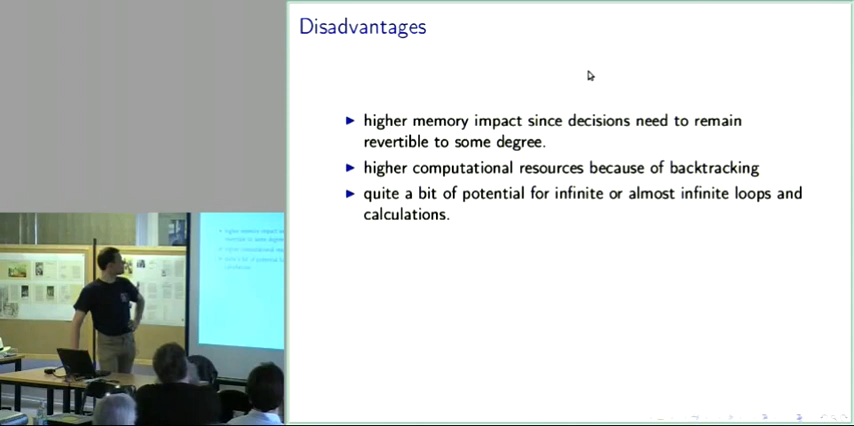 Disadvantages
higher memory impact since decisions need to remain
revertible to some degree.
higher computational resources because of backtracking
quite a bit of potential for infinite or almost infinite loops and
calculations.